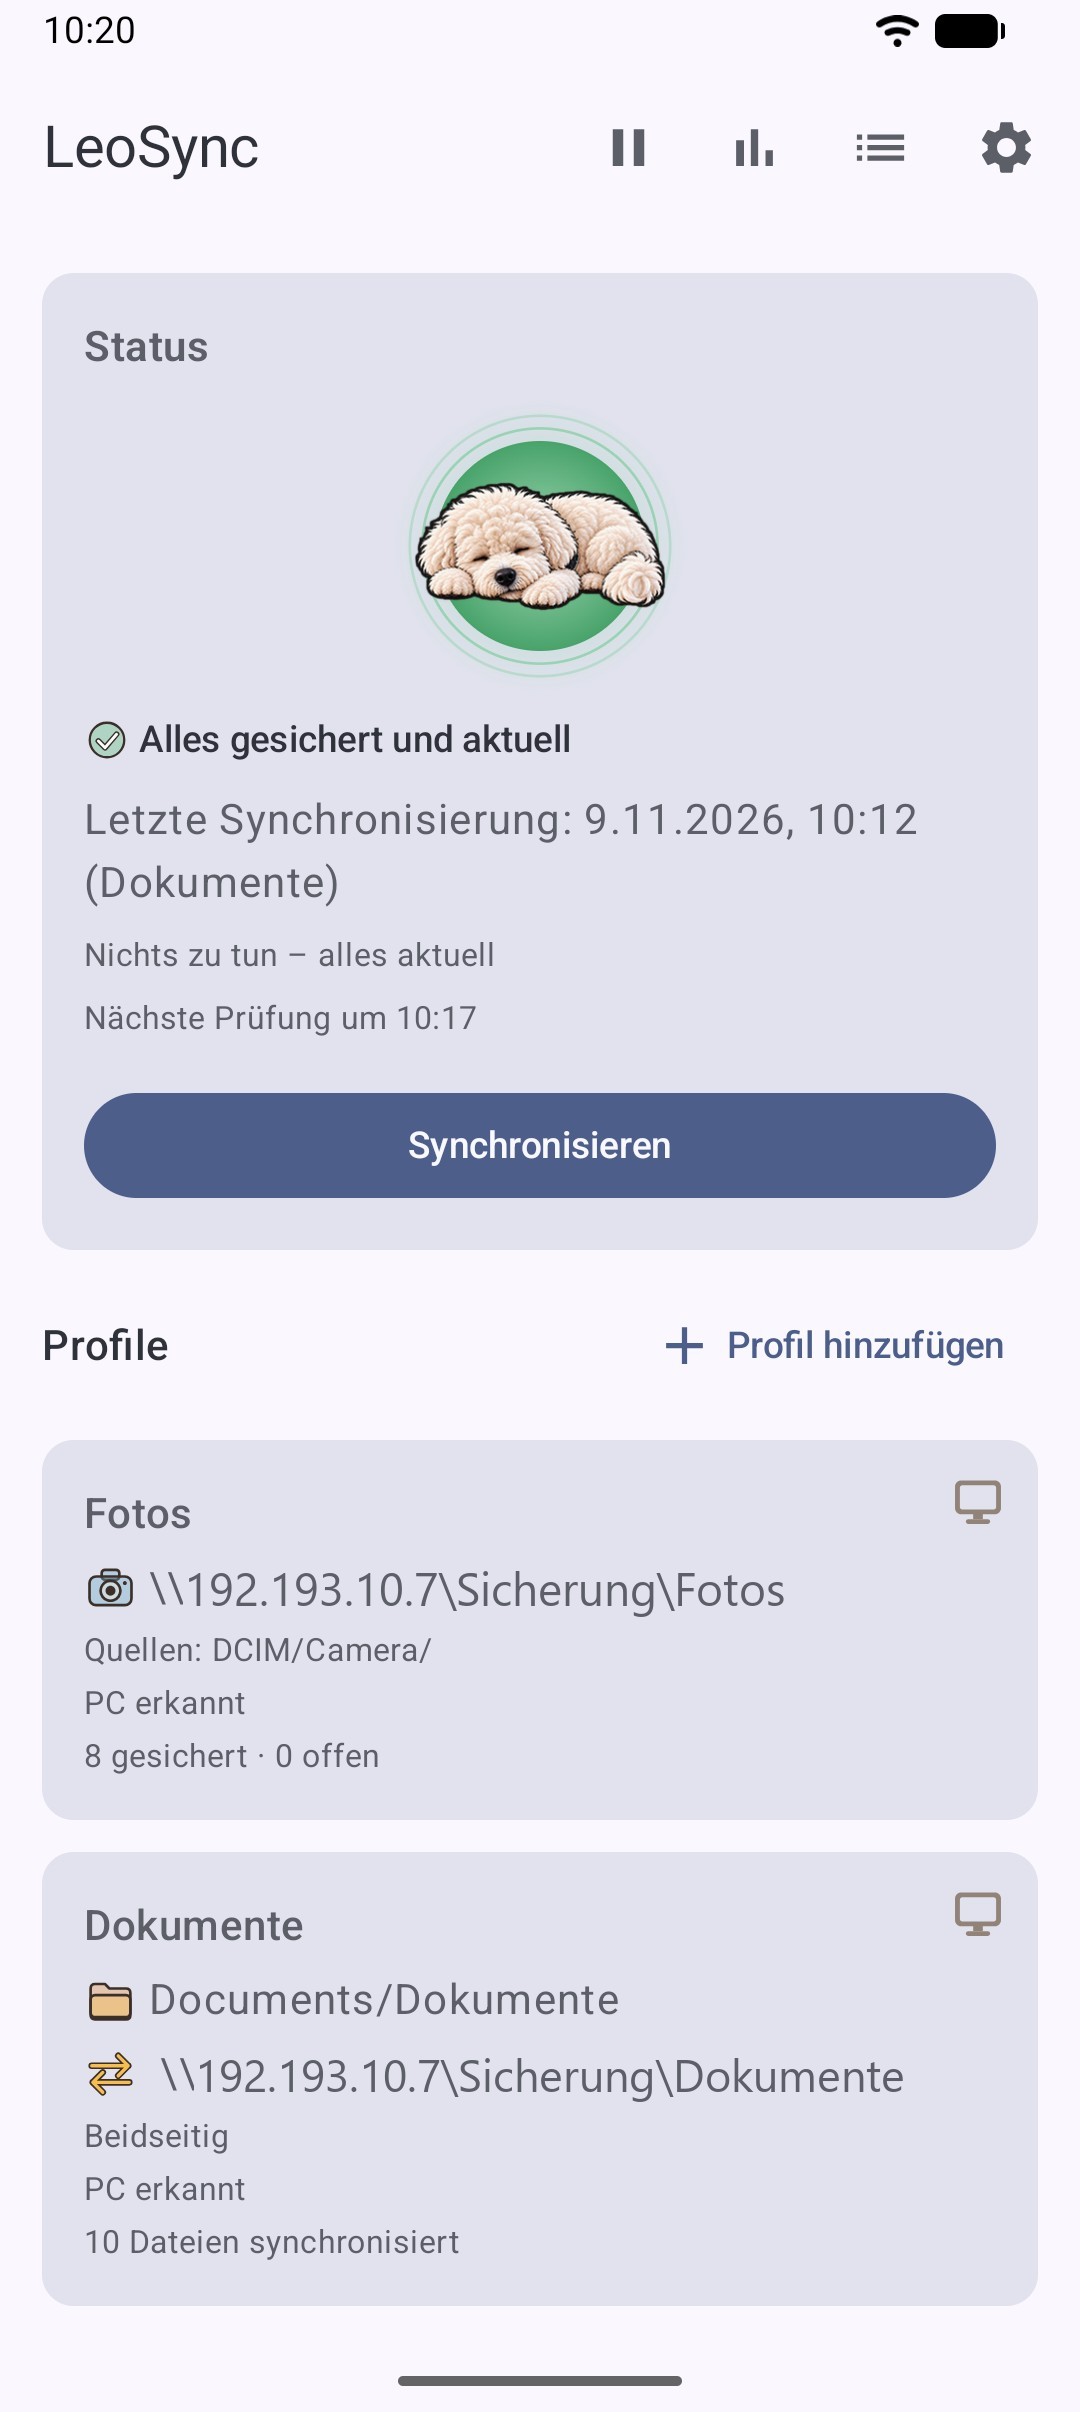 10:20
LeoSync
Status
Alles gesichert und aktuell
Letzte Synchronisierung: 9.11.2026, 10:12
(Dokumente)
Nichts zu tun – alles aktuell
Nächste Prüfung um 10:17
Synchronisieren
Profile
Profil hinzufügen
Fotos
\\192.193.10.7\Sicherung\Fotos
Quellen: DCIM/Camera/
PC erkannt
8 gesichert · 0 offen
Dokumente
Documents/Dokumente
\\192.193.10.7\Sicherung\Dokumente
Beidseitig
PC erkannt
10 Dateien synchronisiert